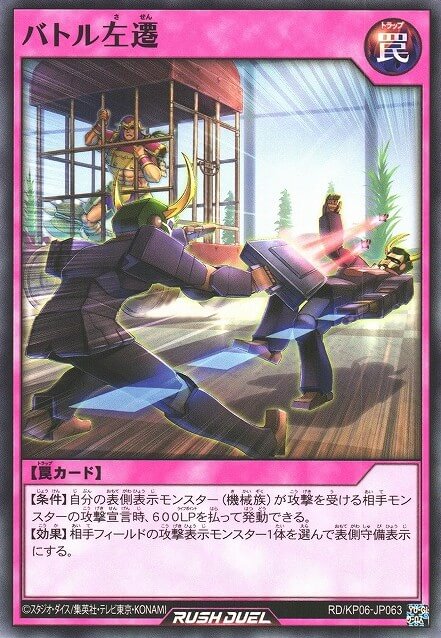 バトル左遷
罠
【罠カード】
【条件】自分の表側表示モンスター(機械族)が攻撃を受ける相手モン
スターの攻撃宣言時、600LPを払って発動できる。
【効果】相手フィールドの攻撃表示モンスター1体を選んで表側守備表示
にする。
RD/KP06-JP063
©スタジオ・ダイス/集英社・テレビ東京・KONAMI
RUSH DUEL